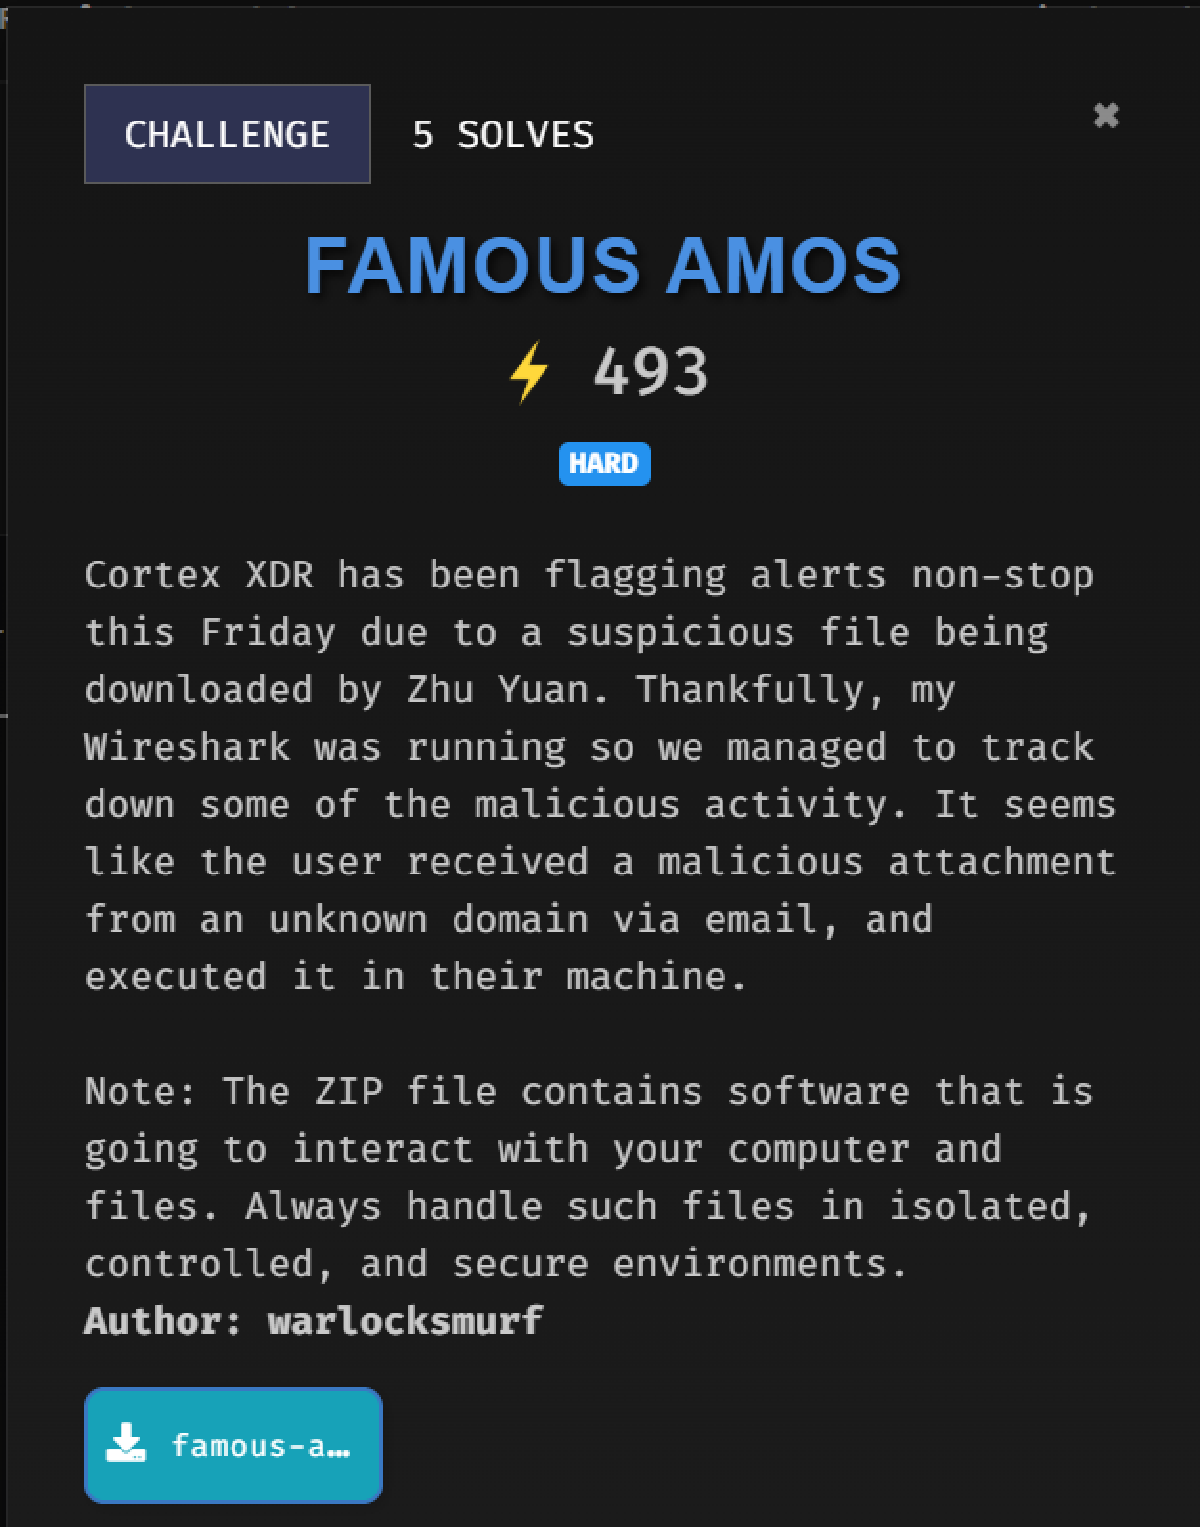 CHALLENGE 5 SOLVES ✖
FAMOUS AMOS
⚡ 493
HARD
Cortex XDR has been flagging alerts non-stop
this Friday due to a suspicious file being
downloaded by Zhu Yuan. Thankfully, my
Wireshark was running so we managed to track
down some of the malicious activity. It seems
like the user received a malicious attachment
from an unknown domain via email, and
executed it in their machine.
Note: The ZIP file contains software that is
going to interact with your computer and
files. Always handle such files in isolated,
controlled, and secure environments.
Author: warlocksmurf
famous-a…